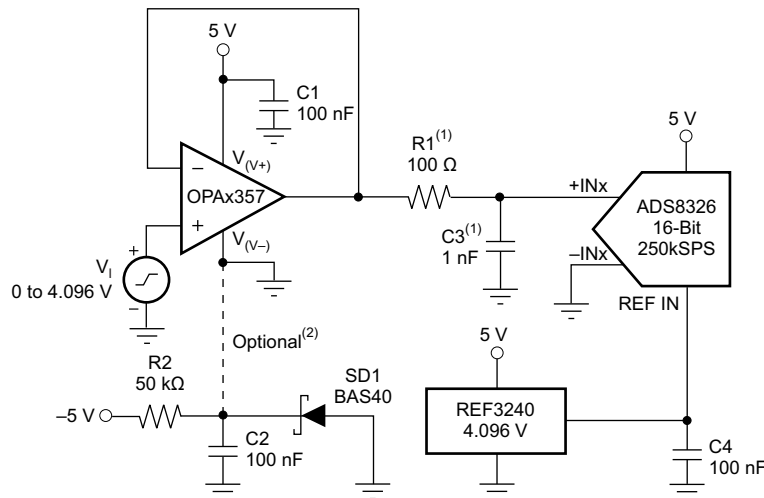 5 V
C1
100 nF
V(V+)
−
OPAx357
+
V(V–)
+
VI
0 to 4.096 V
−
R1(1)
100 Ω
C3(1)
1 nF
5 V
+INx
ADS8326
16-Bit
250kSPS
–INx
REF IN
Optional(2)
R2
50 kΩ
–5 V
C2
100 nF
SD1
BAS40
5 V
REF3240
4.096 V
C4
100 nF